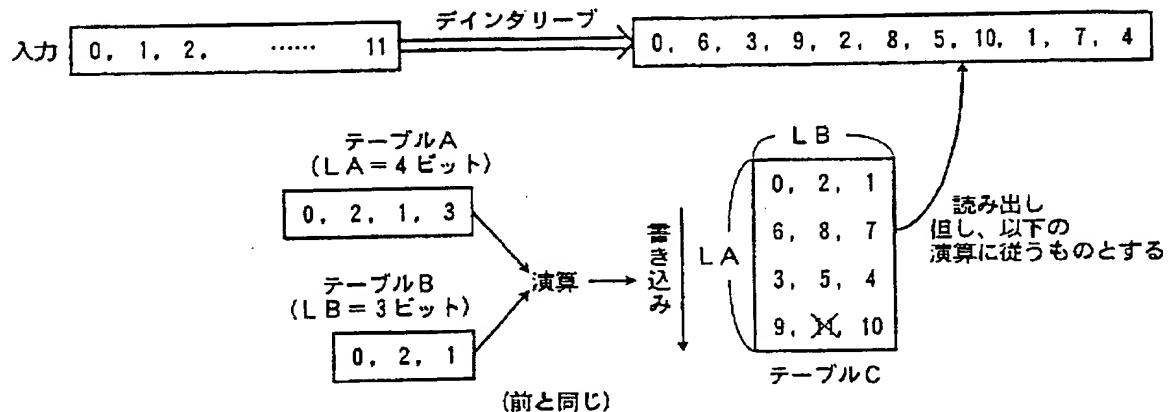 デインタリーブ
入力 0, 1, 2, …… 11
0, 6, 3, 9, 2, 8, 5, 10, 1, 7, 4
テーブルA
(LA=4ビット)
0, 2, 1, 3
テーブルB
(LB=3ビット)
0, 2, 1
演算
書き込み
LA
LB
0, 2, 1
6, 8, 7
3, 5, 4
9, 11, 10
テーブルC
読み出し
但し、以下の
演算に従うものとする
(前と同じ)